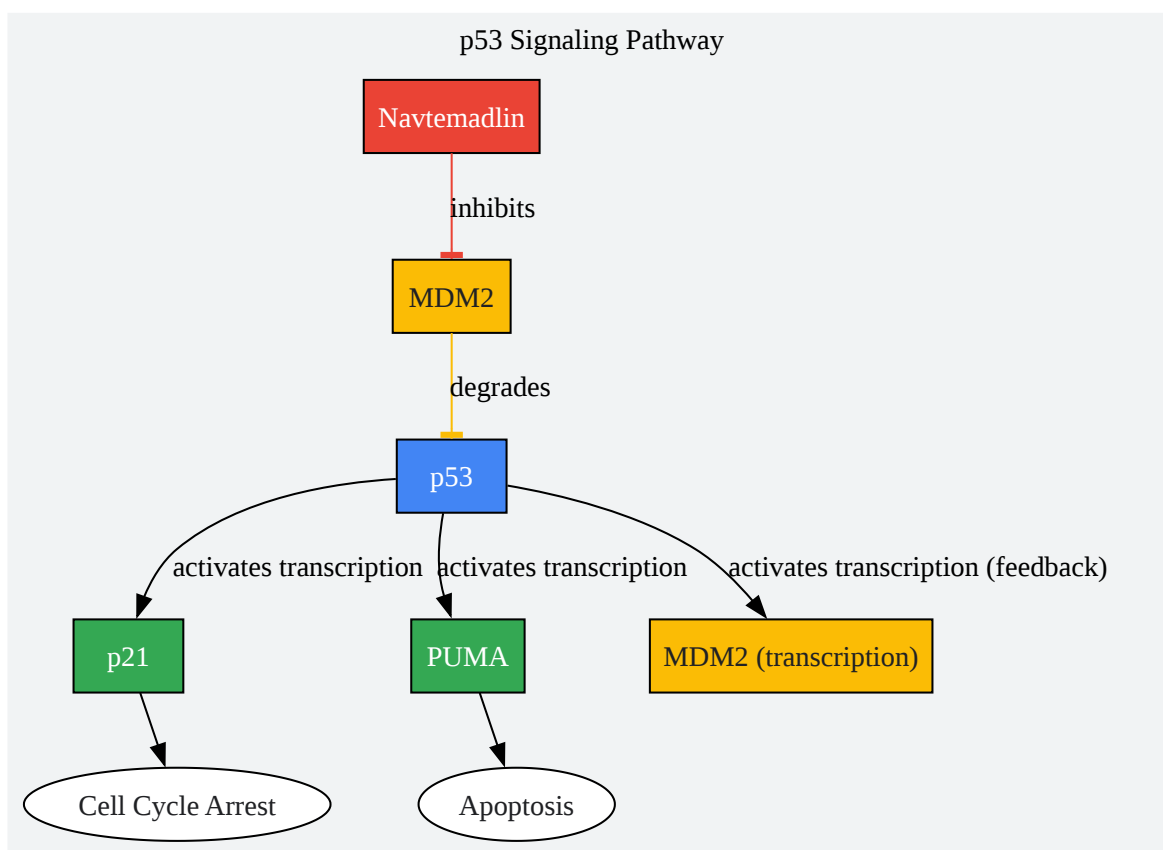 p53 Signaling Pathway
Navtemadlin
inhibits
MDM2
degrades
p53
activates transcription
activates transcription
activates transcription (feedback)
p21
PUMA
MDM2 (transcription)
Cell Cycle Arrest
Apoptosis